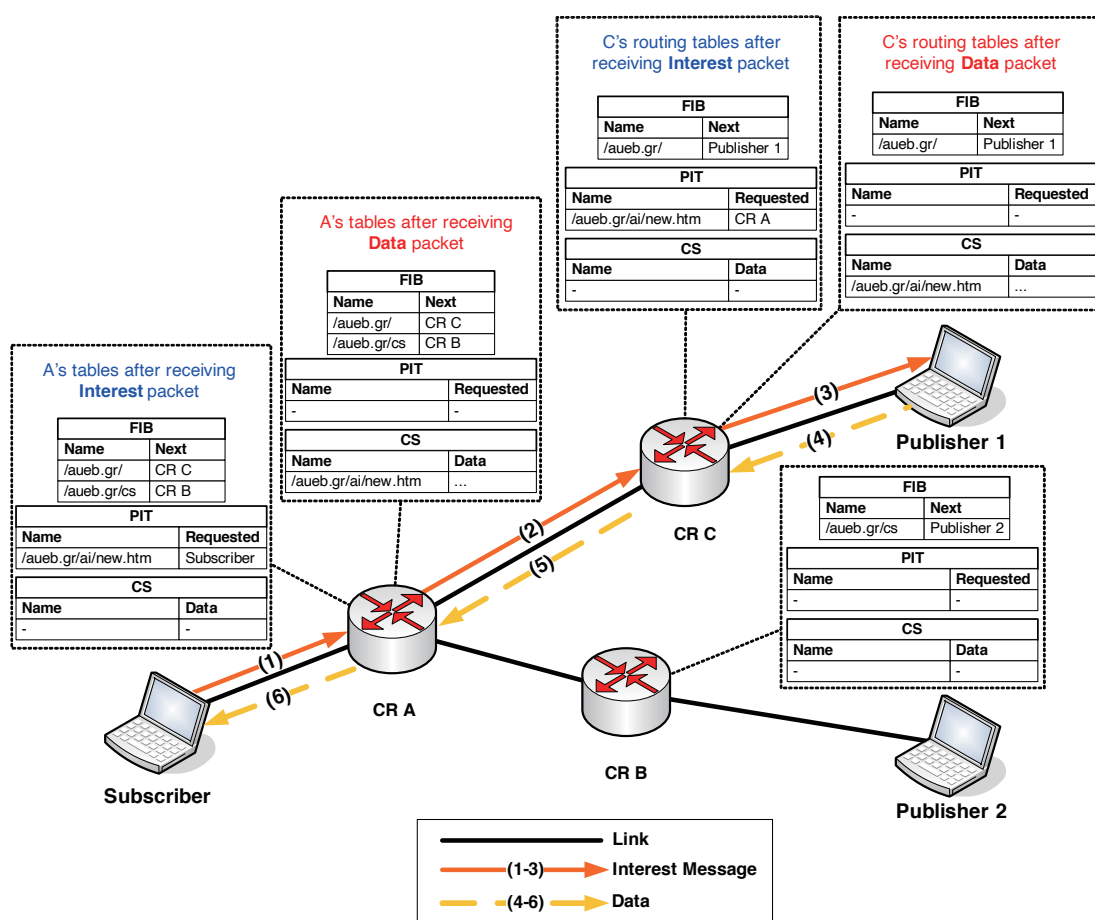 C's routing tables after
receiving Interest packet
FIB
Name Next
/aueb.gr/ Publisher 1
PIT
Name Requested
/aueb.gr/ai/new.htm CR A
CS
Name Data
- -
C's routing tables after
receiving Data packet
FIB
Name Next
/aueb.gr/ Publisher 1
PIT
Name Requested
- -
CS
Name Data
/aueb.gr/ai/new.htm ...
A's tables after receiving
Data packet
FIB
Name Next
/aueb.gr/ CR C
/aueb.gr/cs CR B
PIT
Name Requested
- -
CS
Name Data
/aueb.gr/ai/new.htm ...
A's tables after receiving
Interest packet
FIB
Name Next
/aueb.gr/ CR C
/aueb.gr/cs CR B
PIT
Name Requested
/aueb.gr/ai/new.htm Subscriber
CS
Name Data
- -
(3)
(4)
Publisher 1
CR C
(2)
(5)
FIB
Name Next
/aueb.gr/cs Publisher 2
PIT
Name Requested
- -
CS
Name Data
- -
(1)
(6)
CR A
CR B
Subscriber
Publisher 2
Link
(1-3) Interest Message
(4-6) Data